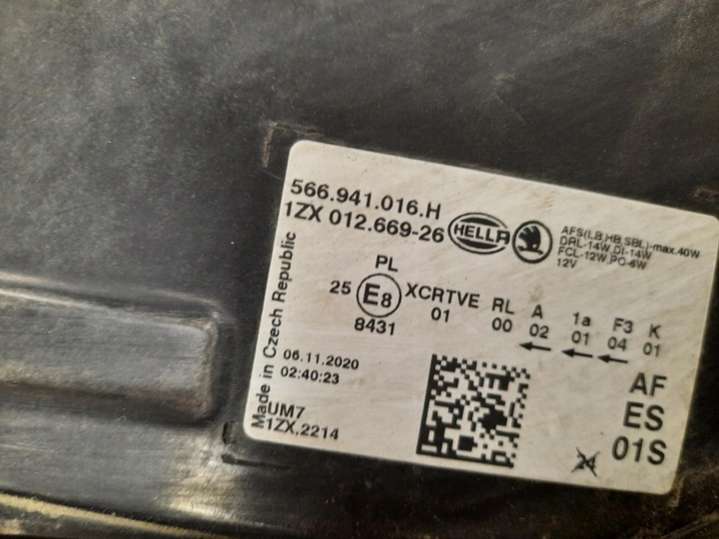 566.941.016.H
1ZX 012.669-26
HELLA
AFS(LB,HB,SBL)-max.40W
DRL-14W,DI-14W
FCL-12W,PO-6W
12V
Made in Czech Republic
PL
25 E8 XCRTVE RL A 1a F3 K
8431 01 00 02 01 04 01
06.11.2020
02:40:23
AF
ES
01S
UM7
1ZX,2214
24